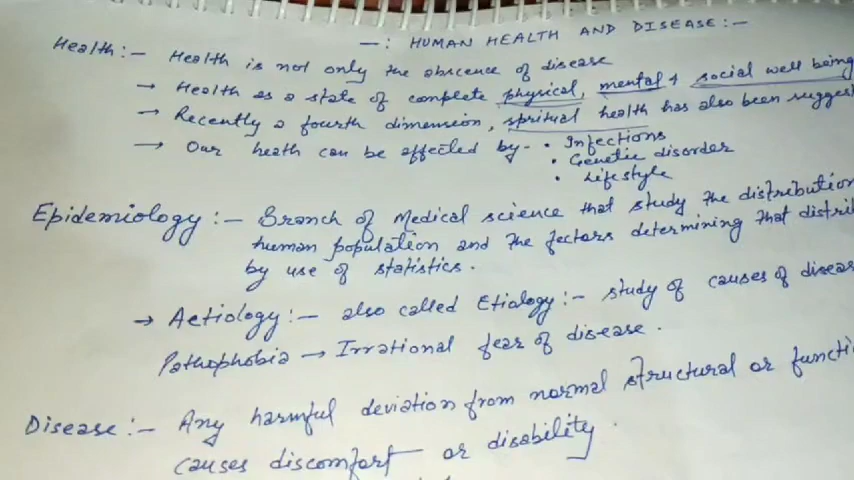 —: HUMAN HEALTH AND DISEASE:—
Health:— Health is not only the abscence of disease
→ Health as a state of complete physical, mental & social well being
→ Recently a fourth dimension, spritual health has also been sugges
→ Our heath can be affected by- • Infections
• Genetic disorder
• Lifestyle
Epidemiology:— Branch of Medical science that study the distribution
human population and the factors determining that distri
by use of statistics.
→ Aetiology:— also called Etiology:— study of causes of diseas
Pathophobia → Irrational fear of disease.
Disease:— Any harmful deviation from normal structural or functi
causes discomfort or disability.